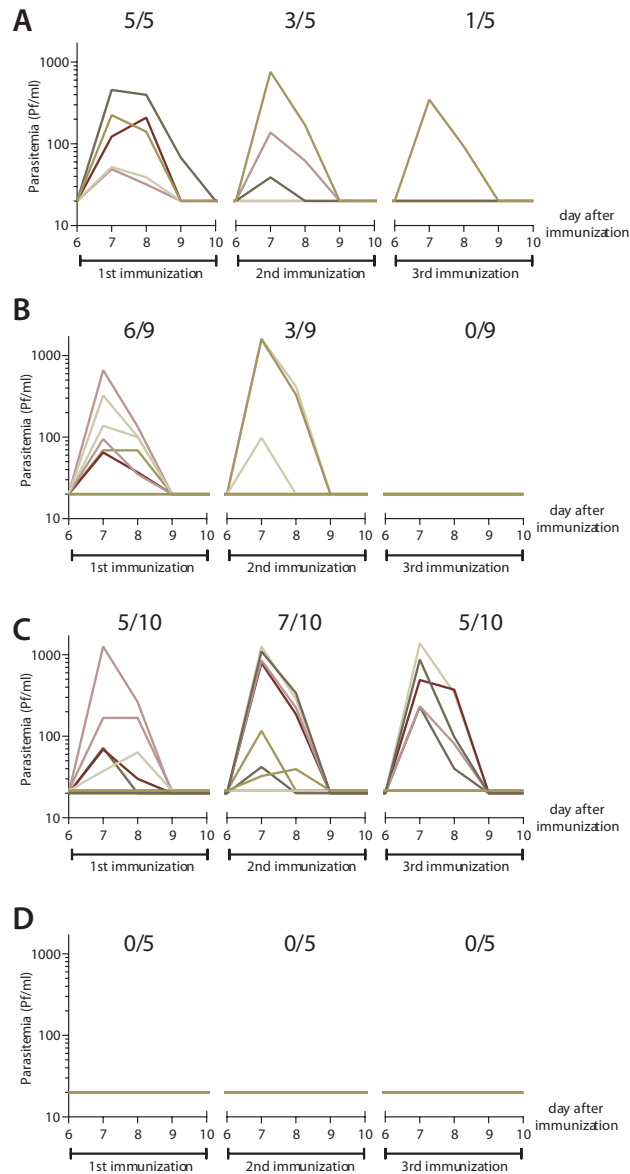 A
5/5 3/5 1/5
Parasitemia (Pf/ml)
1000
100
10
6 7 8 9 10 6 7 8 9 10 6 7 8 9 10
day after
immunization
1st immunization 2nd immunization 3rd immunization
B
6/9 3/9 0/9
Parasitemia (Pf/ml)
1000
100
10
6 7 8 9 10 6 7 8 9 10 6 7 8 9 10
day after
immunization
1st immunization 2nd immunization 3rd immunization
C
5/10 7/10 5/10
Parasitemia (Pf/ml)
1000
100
10
6 7 8 9 10 6 7 8 9 10 6 7 8 9 10
day after
immunization
1st immunization 2nd immunization 3rd immunization
D
0/5 0/5 0/5
Parasitemia (Pf/ml)
1000
100
10
6 7 8 9 10 6 7 8 9 10 6 7 8 9 10
day after
immunization
1st immunization 2nd immunization 3rd immunization